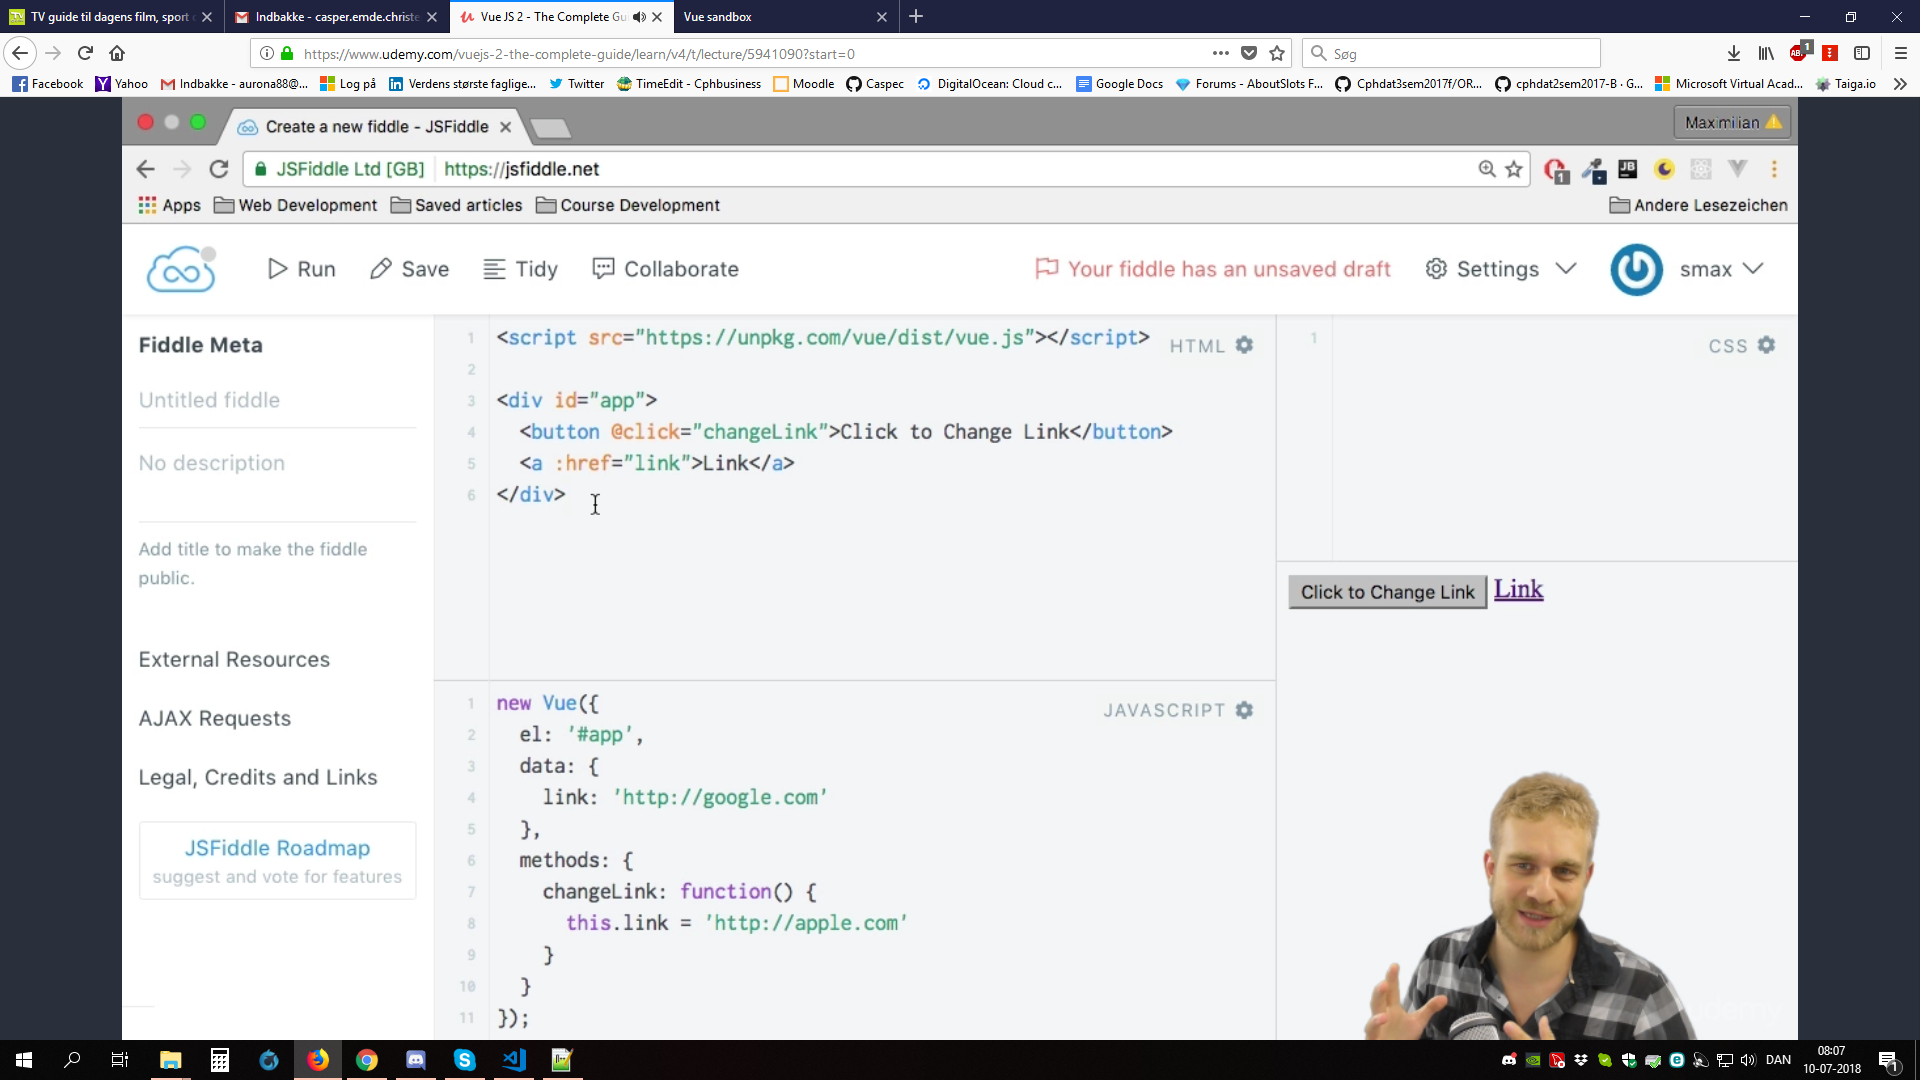 TV guide til dagens film, sport o
Indbakke - casper.emde.christe
Vue JS 2 - The Complete Gui
Vue sandbox
https://www.udemy.com/vuejs-2-the-complete-guide/learn/v4/t/lecture/5941090?start=0
Søg
ABP
1
Facebook
Yahoo
Indbakke - aurona88@...
Log på
Verdens største faglige...
Twitter
TimeEdit - Cphbusiness
Moodle
Caspec
DigitalOcean: Cloud c...
Google Docs
Forums - AboutSlots F...
Cphdat3sem2017f/OR...
cphdat2sem2017-B · G...
Microsoft Virtual Acad...
Taiga.io
Create a new fiddle - JSFiddle
Maximilian
JSFiddle Ltd [GB]
https://jsfiddle.net
1
JB
Apps
Web Development
Saved articles
Course Development
Andere Lesezeichen
Run
Save
Tidy
Collaborate
Your fiddle has an unsaved draft
Settings
smax
Fiddle Meta
Untitled fiddle
No description
Add title to make the fiddle
public.
External Resources
AJAX Requests
Legal, Credits and Links
JSFiddle Roadmap
suggest and vote for features
HTML
1 <script src="https://unpkg.com/vue/dist/vue.js"></script>
2
3 <div id="app">
4 <button @click="changeLink">Click to Change Link</button>
5 <a :href="link">Link</a>
6 </div>
CSS
1
JAVASCRIPT
1 new Vue({
2 el: '#app',
3 data: {
4 link: 'http://google.com'
5 },
6 methods: {
7 changeLink: function() {
8 this.link = 'http://apple.com'
9 }
10 }
11 });
Click to Change Link
Link
udemy
DAN
08:07
10-07-2018
1